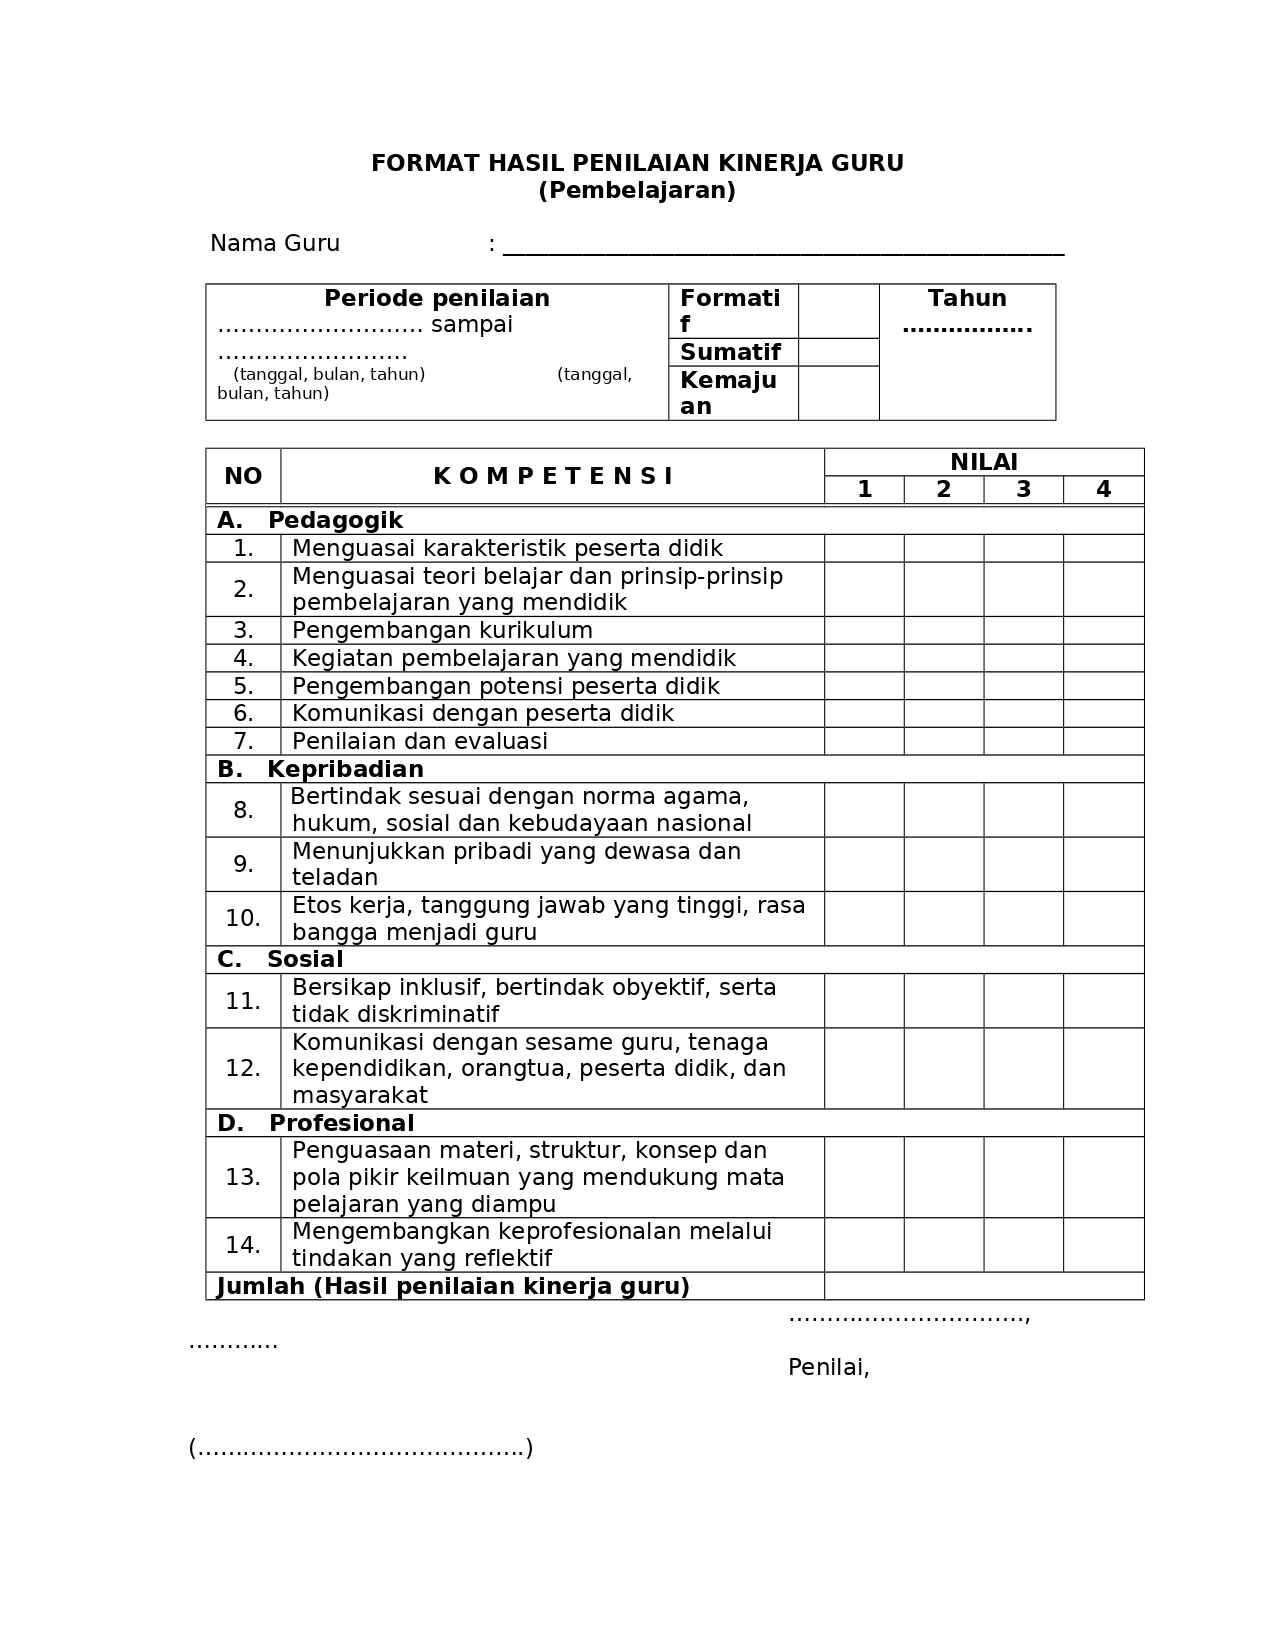 FORMAT HASIL PENILAIAN KINERJA GURU
(Pembelajaran)
Nama Guru : _______________________________________________
Periode penilaian
……………………… sampai
…………………….
(tanggal, bulan, tahun) (tanggal,
bulan, tahun)
Formati
f
Sumatif
Kemaju
an
Tahun
……………..
NO K O M P E T E N S I NILAI
1 2 3 4
A. Pedagogik
1. Menguasai karakteristik peserta didik
2. Menguasai teori belajar dan prinsip-prinsip
pembelajaran yang mendidik
3. Pengembangan kurikulum
4. Kegiatan pembelajaran yang mendidik
5. Pengembangan potensi peserta didik
6. Komunikasi dengan peserta didik
7. Penilaian dan evaluasi
B. Kepribadian
8. Bertindak sesuai dengan norma agama,
hukum, sosial dan kebudayaan nasional
9. Menunjukkan pribadi yang dewasa dan
teladan
10. Etos kerja, tanggung jawab yang tinggi, rasa
bangga menjadi guru
C. Sosial
11. Bersikap inklusif, bertindak obyektif, serta
tidak diskriminatif
12. Komunikasi dengan sesame guru, tenaga
kependidikan, orangtua, peserta didik, dan
masyarakat
D. Profesional
13. Penguasaan materi, struktur, konsep dan
pola pikir keilmuan yang mendukung mata
pelajaran yang diampu
14. Mengembangkan keprofesionalan melalui
tindakan yang reflektif
Jumlah (Hasil penilaian kinerja guru)
………………………….,
…………
Penilai,
(…………………………………….)